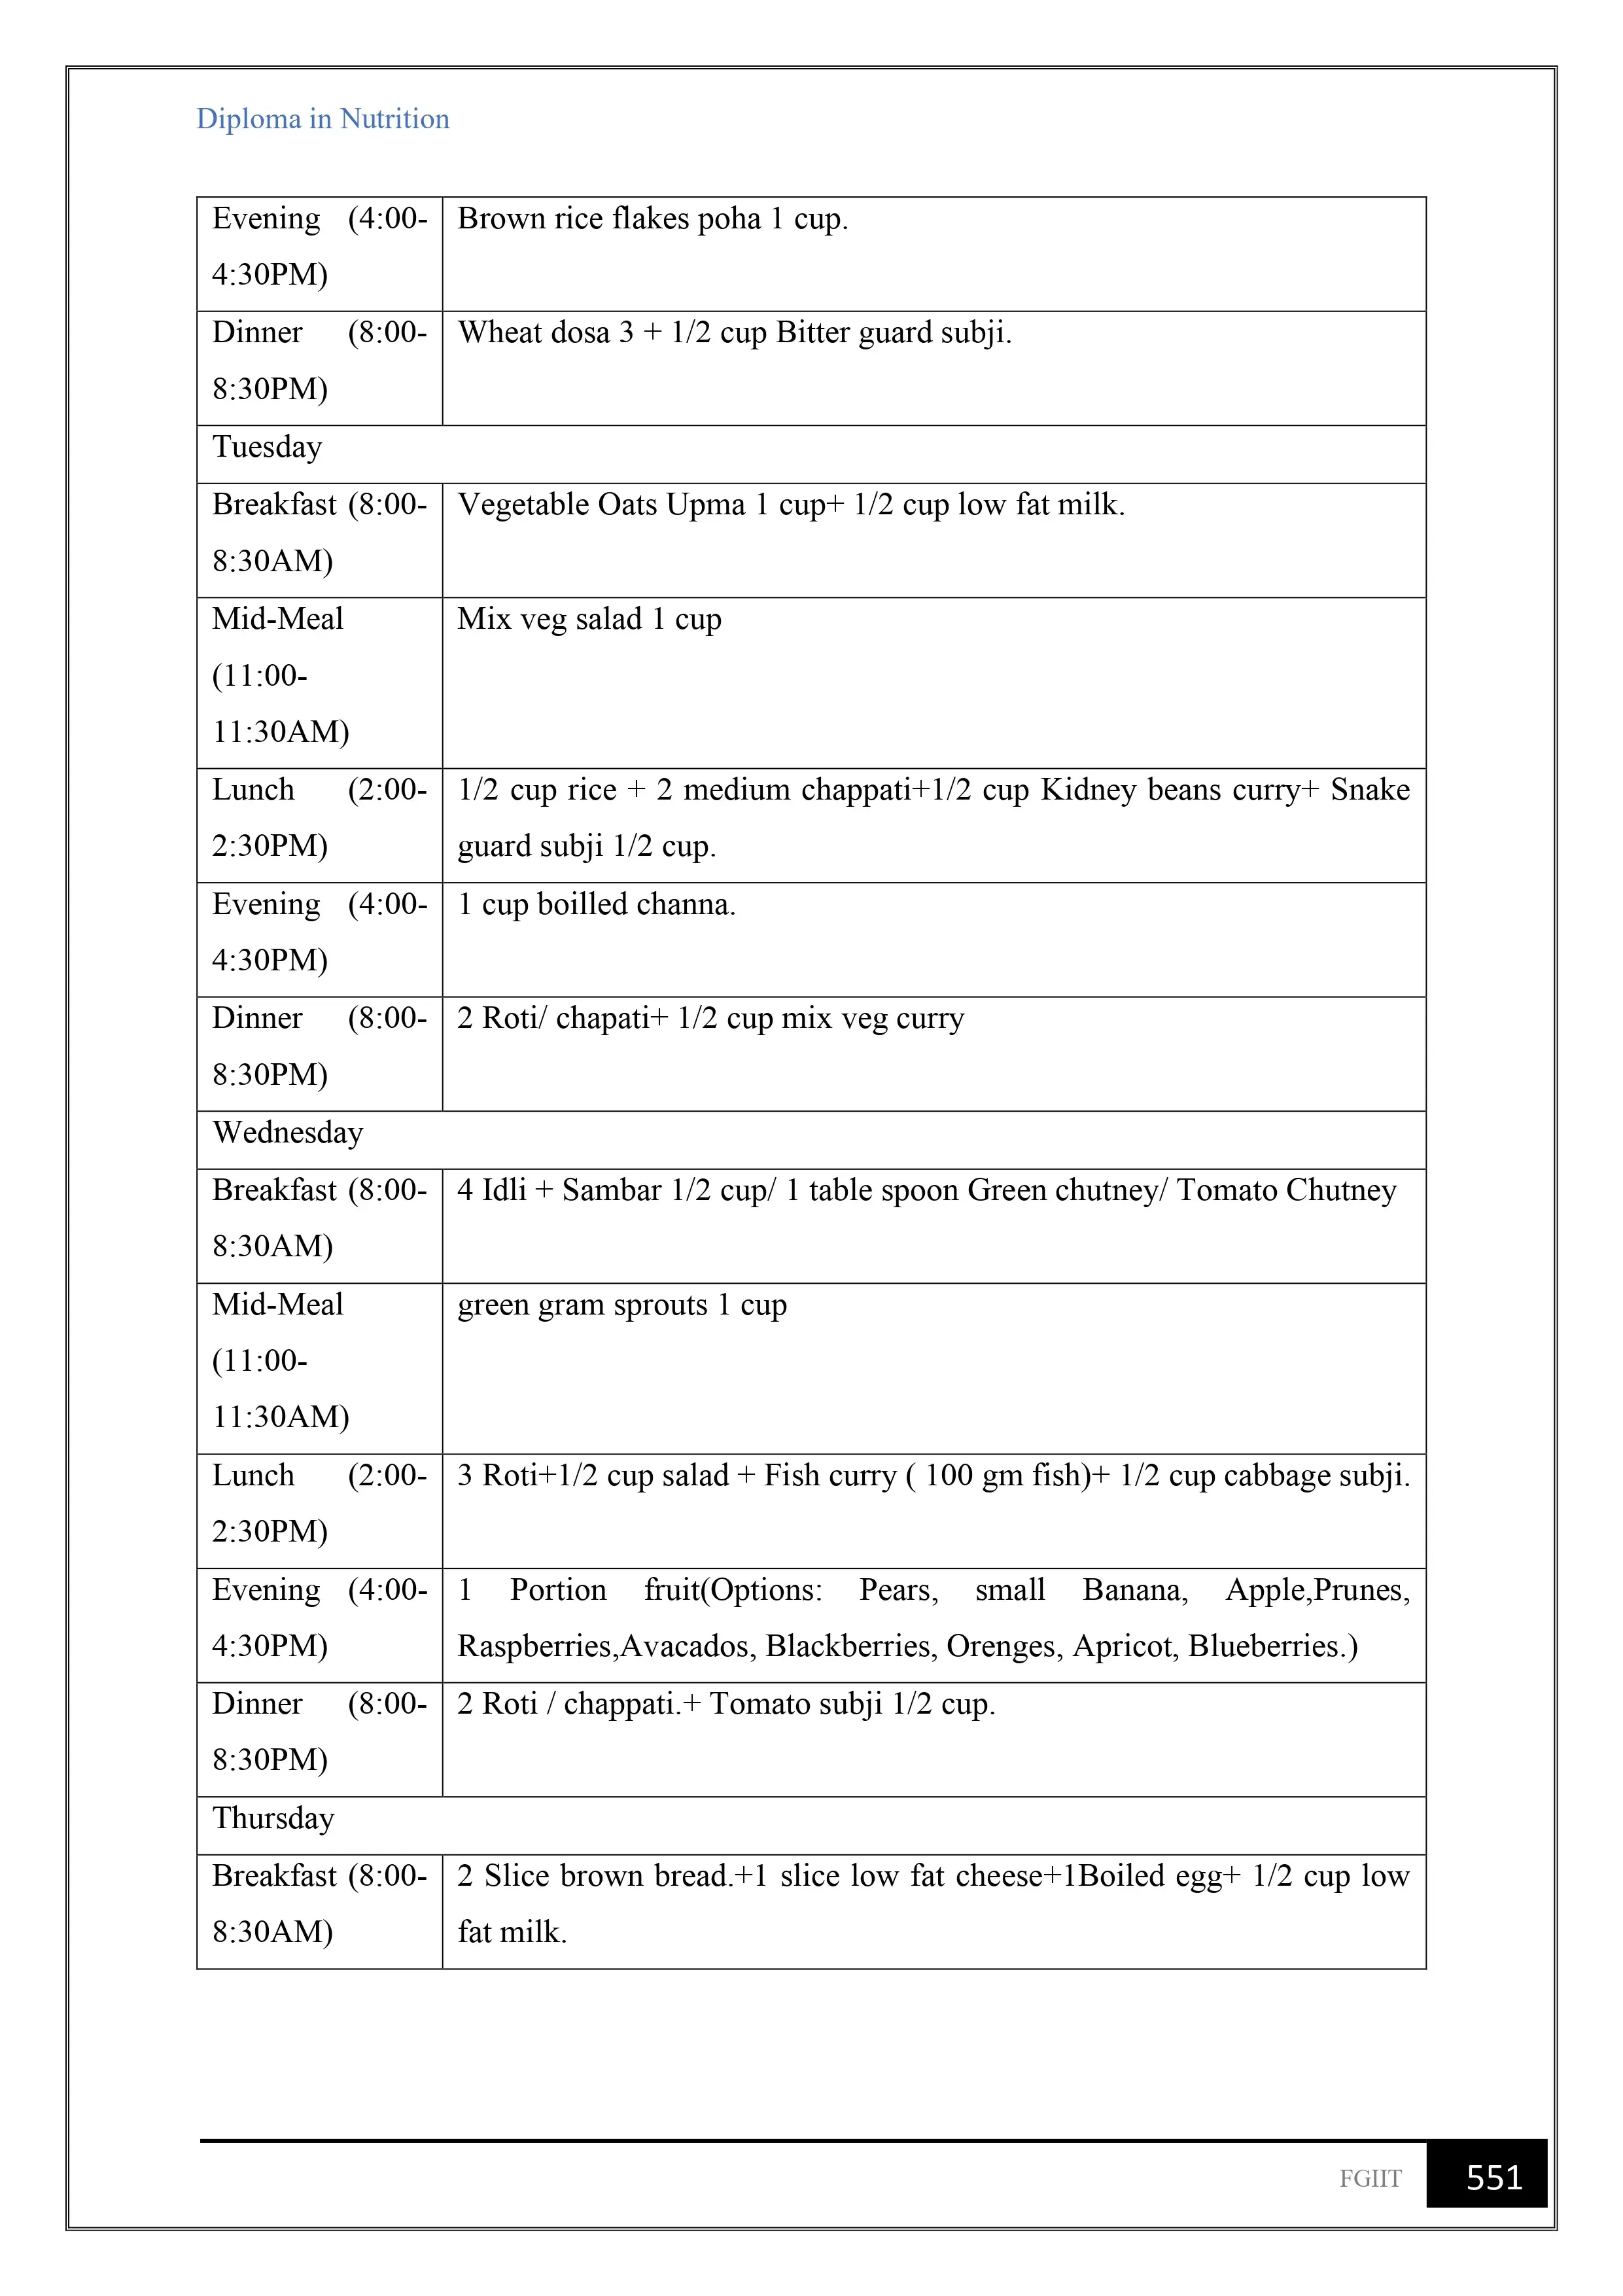 Diploma in Nutrition
Evening (4:00-
4:30PM)
Brown rice flakes poha 1 cup.
Dinner (8:00-
8:30PM)
Wheat dosa 3 + 1/2 cup Bitter guard subji.
Tuesday
Breakfast (8:00-
8:30AM)
Vegetable Oats Upma 1 cup+ 1/2 cup low fat milk.
Mid-Meal
(11:00-
11:30AM)
Mix veg salad 1 cup
Lunch (2:00-
2:30PM)
1/2 cup rice + 2 medium chappati+1/2 cup Kidney beans curry+ Snake
guard subji 1/2 cup.
Evening (4:00-
4:30PM)
1 cup boilled channa.
Dinner (8:00-
8:30PM)
2 Roti/ chapati+ 1/2 cup mix veg curry
Wednesday
Breakfast (8:00-
8:30AM)
4 Idli + Sambar 1/2 cup/ 1 table spoon Green chutney/ Tomato Chutney
Mid-Meal
(11:00-
11:30AM)
green gram sprouts 1 cup
Lunch (2:00-
2:30PM)
3 Roti+1/2 cup salad + Fish curry ( 100 gm fish)+ 1/2 cup cabbage subji.
Evening (4:00-
4:30PM)
1 Portion fruit(Options: Pears, small Banana, Apple,Prunes,
Raspberries,Avacados, Blackberries, Orenges, Apricot, Blueberries.)
Dinner (8:00-
8:30PM)
2 Roti / chappati.+ Tomato subji 1/2 cup.
Thursday
Breakfast (8:00-
8:30AM)
2 Slice brown bread.+1 slice low fat cheese+1Boiled egg+ 1/2 cup low
fat milk.
FGIIT
551